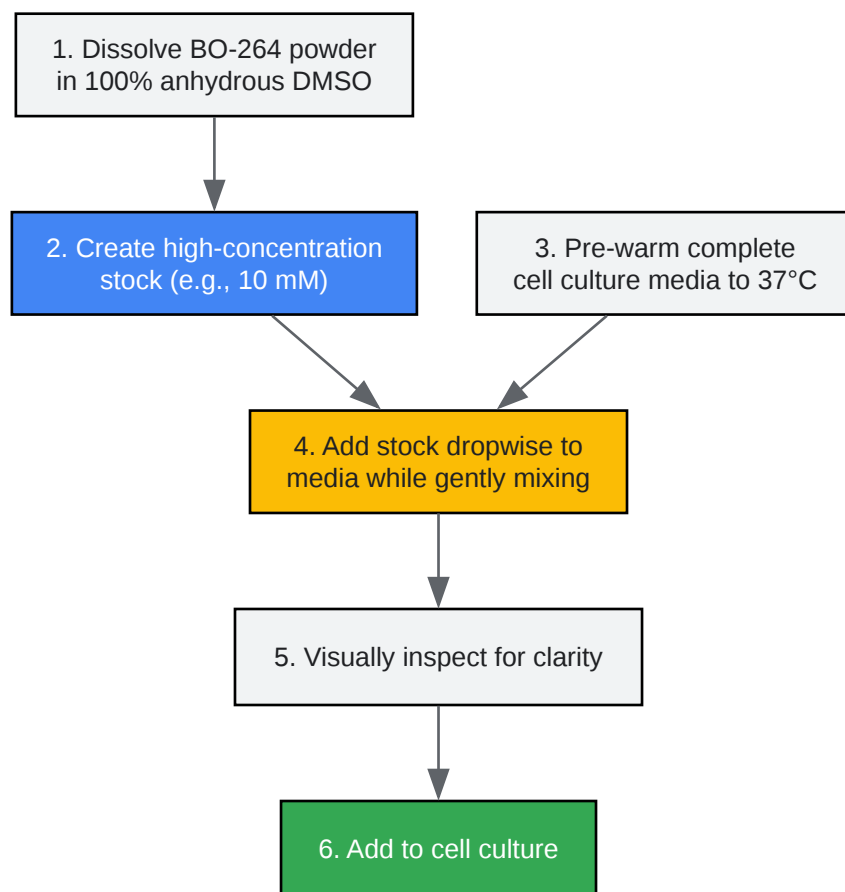 1. Dissolve BO-264 powder
in 100% anhydrous DMSO
2. Create high-concentration
stock (e.g., 10 mM)
3. Pre-warm complete
cell culture media to 37°C
4. Add stock dropwise to
media while gently mixing
5. Visually inspect for clarity
6. Add to cell culture